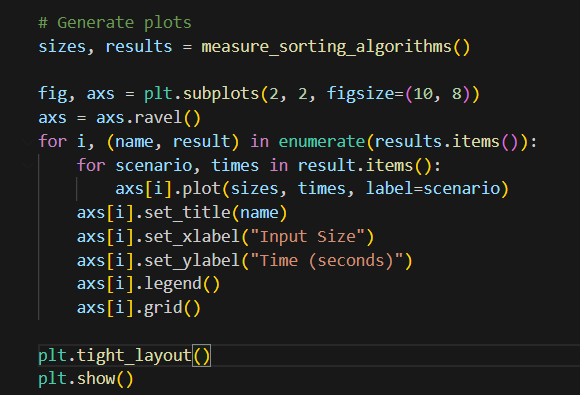 # Generate plots
sizes, results = measure_sorting_algorithms()

fig, axs = plt.subplots(2, 2, figsize=(10, 8))
axs = axs.ravel()
for i, (name, result) in enumerate(results.items()):
    for scenario, times in result.items():
        axs[i].plot(sizes, times, label=scenario)
    axs[i].set_title(name)
    axs[i].set_xlabel("Input Size")
    axs[i].set_ylabel("Time (seconds)")
    axs[i].legend()
    axs[i].grid()

plt.tight_layout()
plt.show()